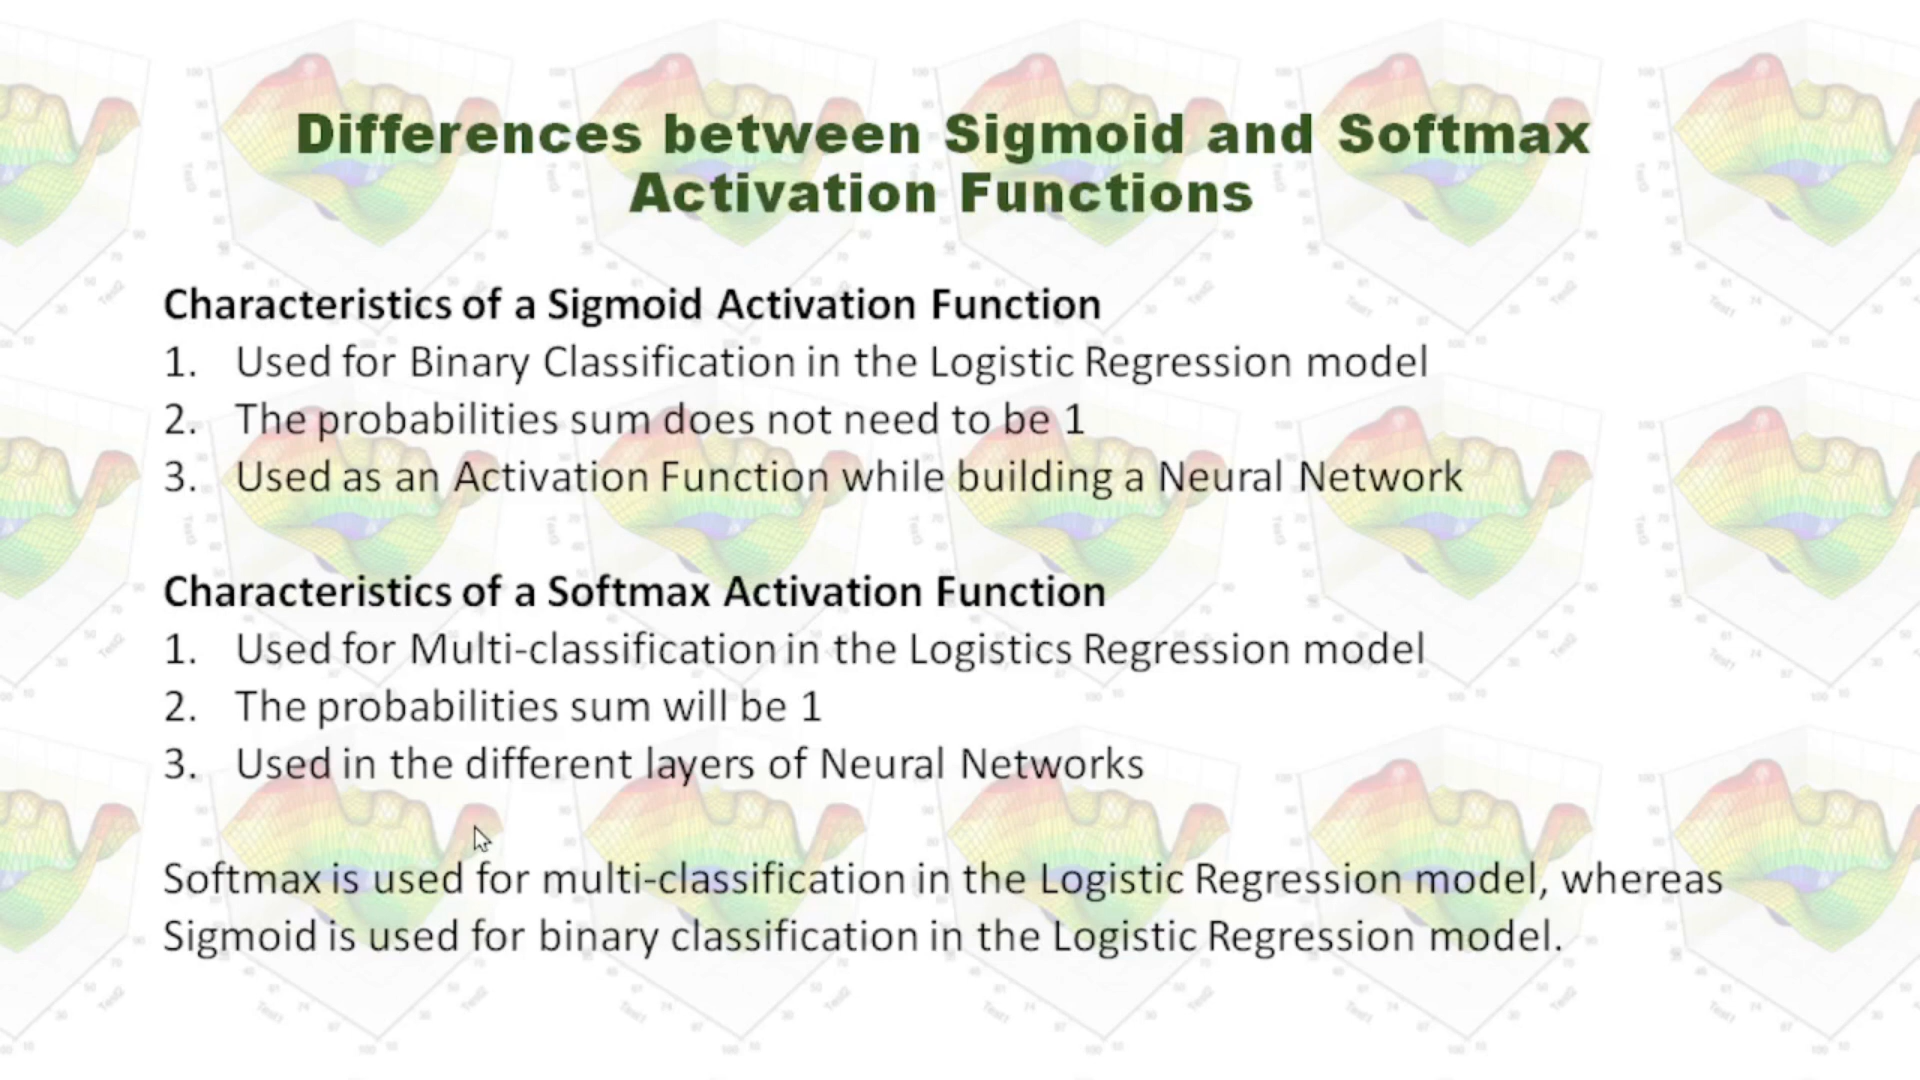 Differences between Sigmoid and Softmax
Activation Functions
Characteristics of a Sigmoid Activation Function
1. Used for Binary Classification in the Logistic Regression model
2. The probabilities sum does not need to be 1
3. Used as an Activation Function while building a Neural Network
Characteristics of a Softmax Activation Function
1. Used for Multi-classification in the Logistics Regression model
2. The probabilities sum will be 1
3. Used in the different layers of Neural Networks
Softmax is used for multi-classification in the Logistic Regression model, whereas
Sigmoid is used for binary classification in the Logistic Regression model.